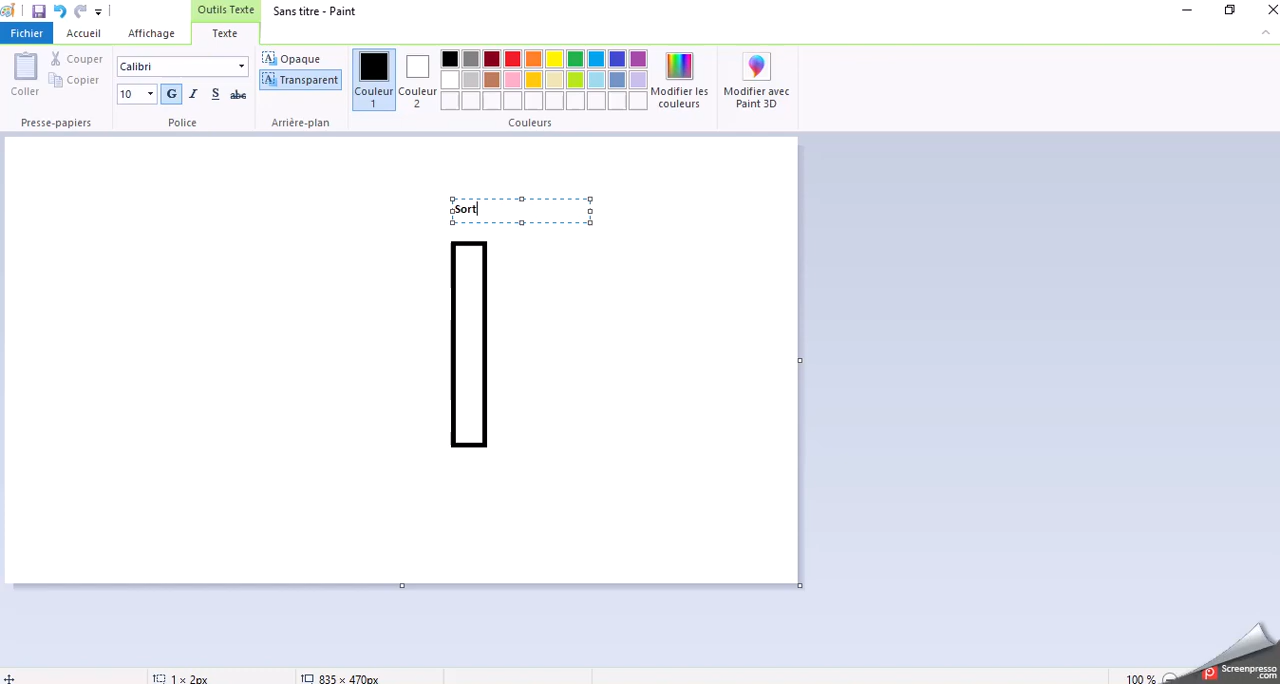 Outils Texte
Sans titre - Paint
Fichier
Accueil
Affichage
Texte
Coller
Couper
Copier
Presse-papiers
Calibri
10
G
I
S
abc
Police
Opaque
Transparent
Arrière-plan
Couleur
1
Couleur
2
Couleurs
Modifier les
couleurs
Modifier avec
Paint 3D
Sort
1 × 2px
835 × 470px
100 %
Screenpresso
.com